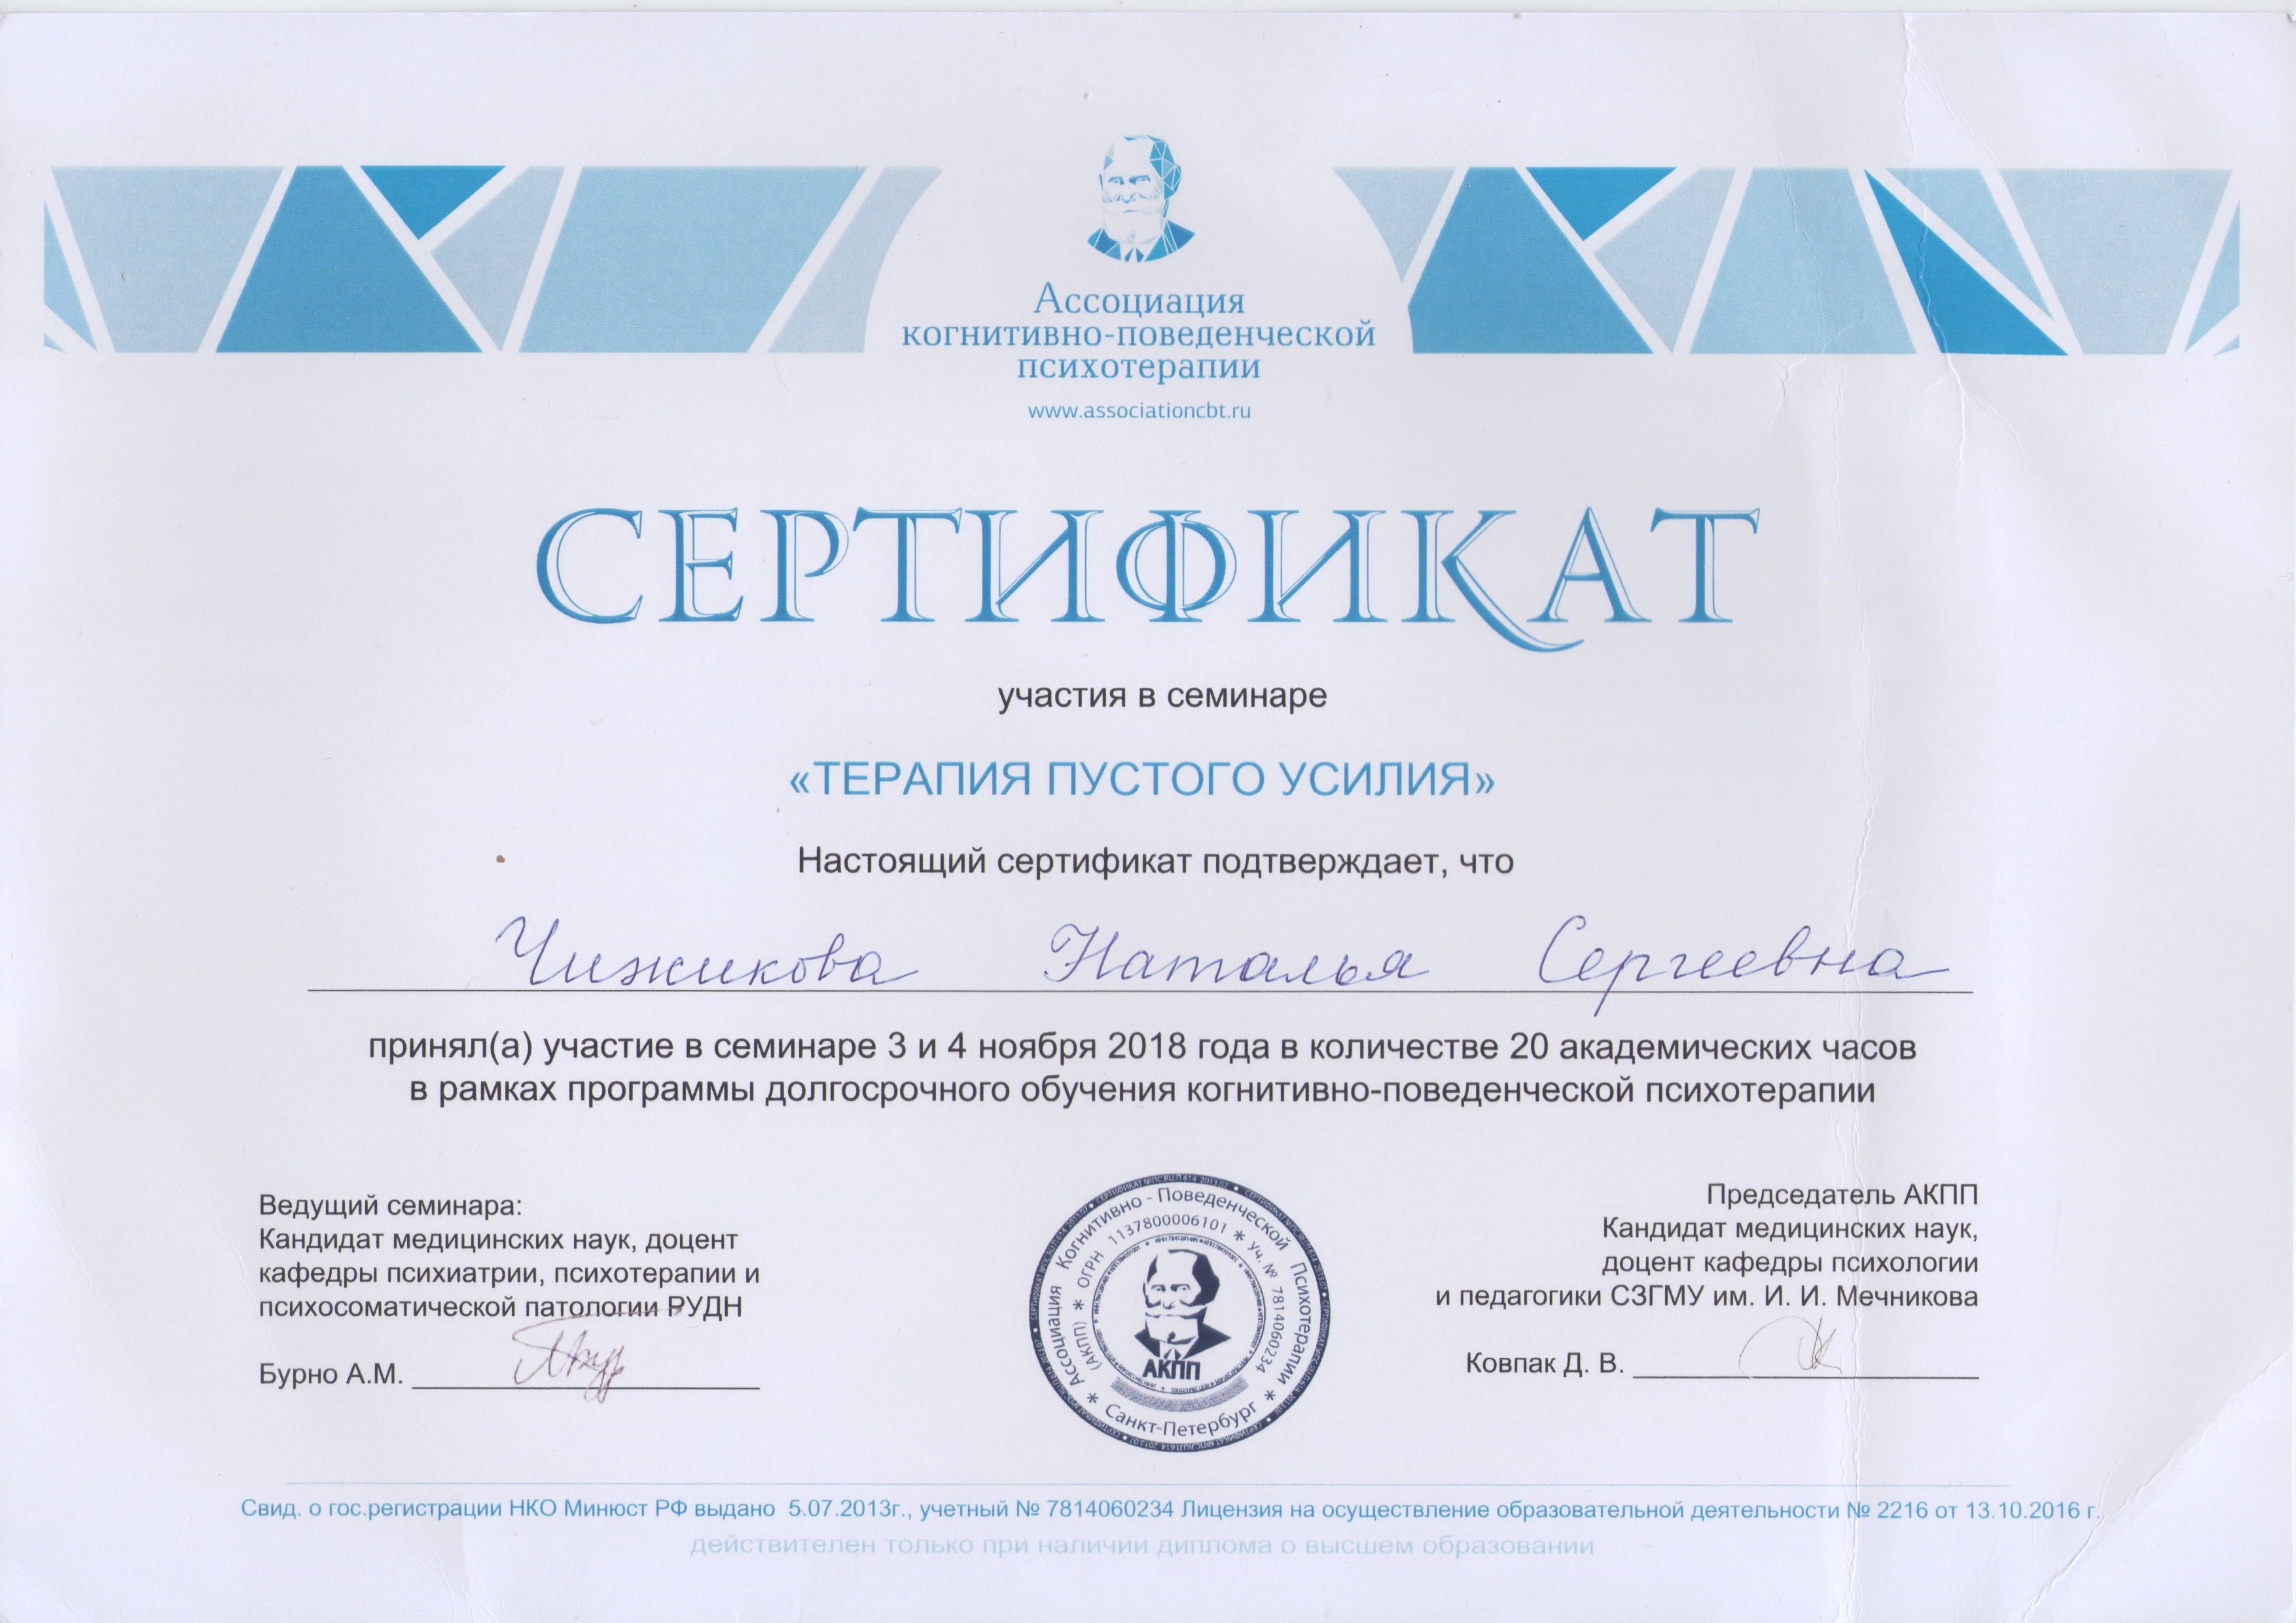 Ассоциация
когнитивно-поведенческой
психотерапии
www.associationcbt.ru
СЕРТИФИКАТ
участия в семинаре
«ТЕРАПИЯ ПУСТОГО УСИЛИЯ»
Настоящий сертификат подтверждает, что
Чижикова Наталья Сергеевна
принял(а) участие в семинаре 3 и 4 ноября 2018 года в количестве 20 академических часов
в рамках программы долгосрочного обучения когнитивно-поведенческой психотерапии
Ведущий семинара:
Кандидат медицинских наук, доцент
кафедры психиатрии, психотерапии и
психосоматической патологии РУДН
Бурно А.М.
Ассоциация Когнитивно - Поведенческой Психотерапии
(АКПП) * ОГРН 1137800006101 * Уч. № 7814060234
АКПП
* Санкт-Петербург *
Председатель АКПП
Кандидат медицинских наук,
доцент кафедры психологии
и педагогики СЗГМУ им. И. И. Мечникова
Ковпак Д. В.
Свид. о гос.регистрации НКО Минюст РФ выдано 5.07.2013г., учетный № 7814060234 Лицензия на осуществление образовательной деятельности № 2216 от 13.10.2016 г.
действителен только при наличии диплома о высшем образовании